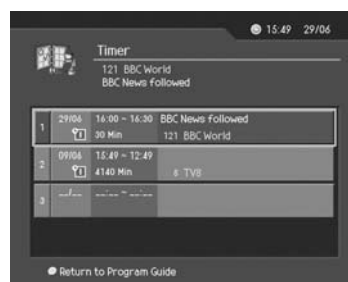 15:49 29/06
Timer
121 BBC World
BBC News followed
1 29/06 16:00 ~ 16:30 BBC News followed
30 Min 121 BBC World
2 09/06 15:49 ~ 12:49
4140 Min 6 TV8
3 --/-- --:-- ~ --:--
Return to Program Guide